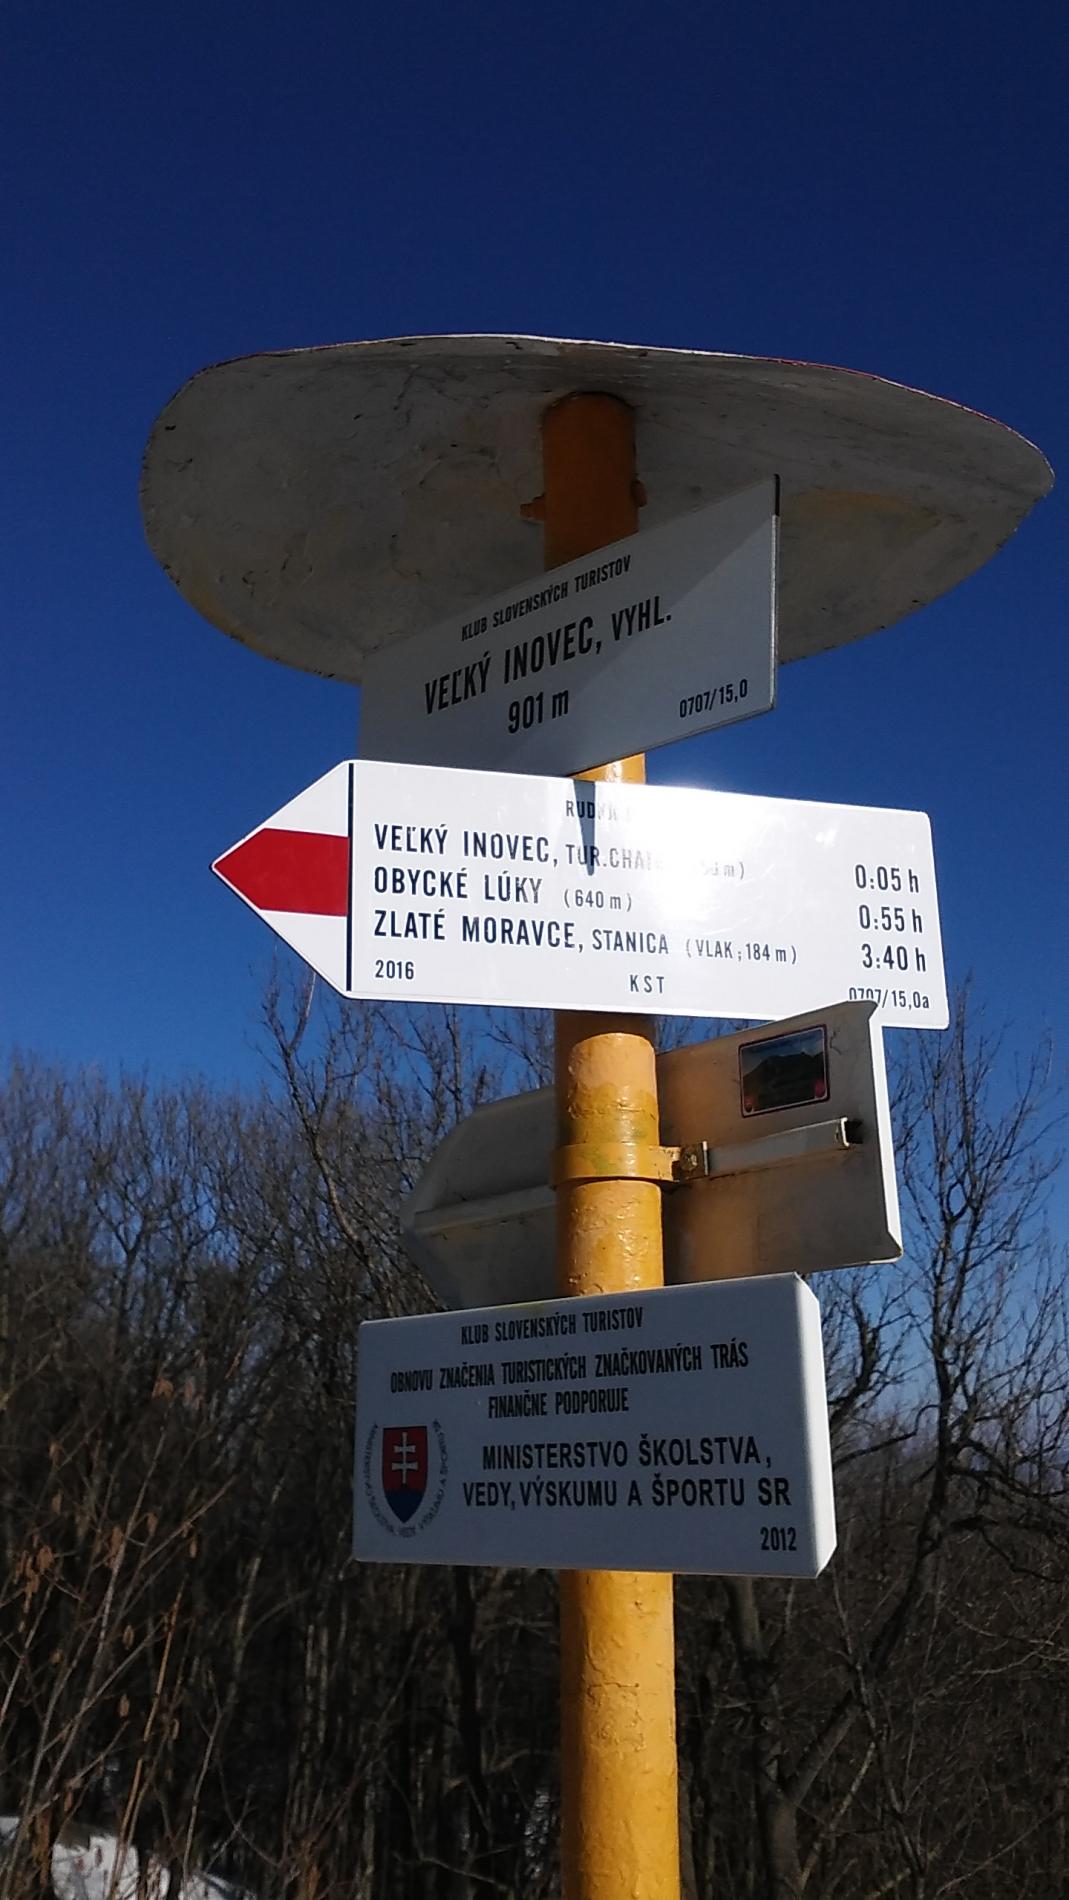 KLUB SLOVENSKÝCH TURISTOV
VEĽKÝ INOVEC, VYHL.
901 m
0707/15,0
VEĽKÝ INOVEC, TUR.CHATA
0:05 h
OBYCKÉ LÚKY (640 m)
0:55 h
ZLATÉ MORAVCE, STANICA (VLAK; 184 m)
3:40 h
2016 KST 0707/15,0a
KLUB SLOVENSKÝCH TURISTOV
OBNOVU ZNAČENIA TURISTICKÝCH ZNAČKOVANÝCH TRÁS
FINANČNE PODPORUJE
MINISTERSTVO ŠKOLSTVA,
VEDY, VÝSKUMU A ŠPORTU SR
2012